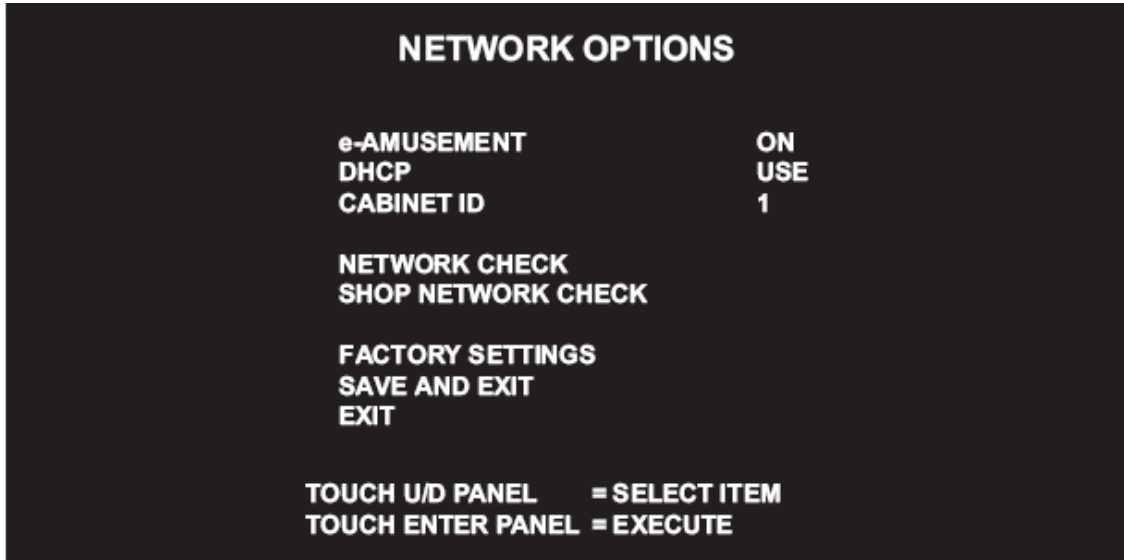 NETWORK OPTIONS
e-AMUSEMENT ON
DHCP USE
CABINET ID 1
NETWORK CHECK
SHOP NETWORK CHECK
FACTORY SETTINGS
SAVE AND EXIT
EXIT
TOUCH U/D PANEL = SELECT ITEM
TOUCH ENTER PANEL = EXECUTE